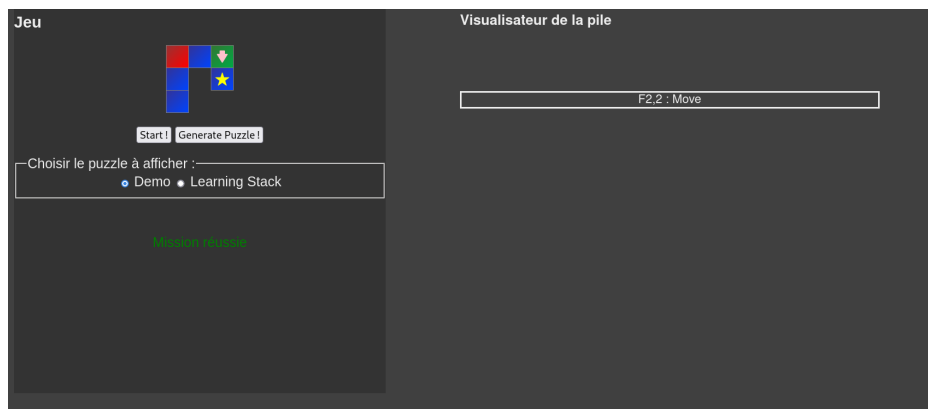 Jeu
Visualisateur de la pile
F2,2 : Move
Start !
Generate Puzzle !
Choisir le puzzle à afficher :
Demo
Learning Stack
Mission réussie